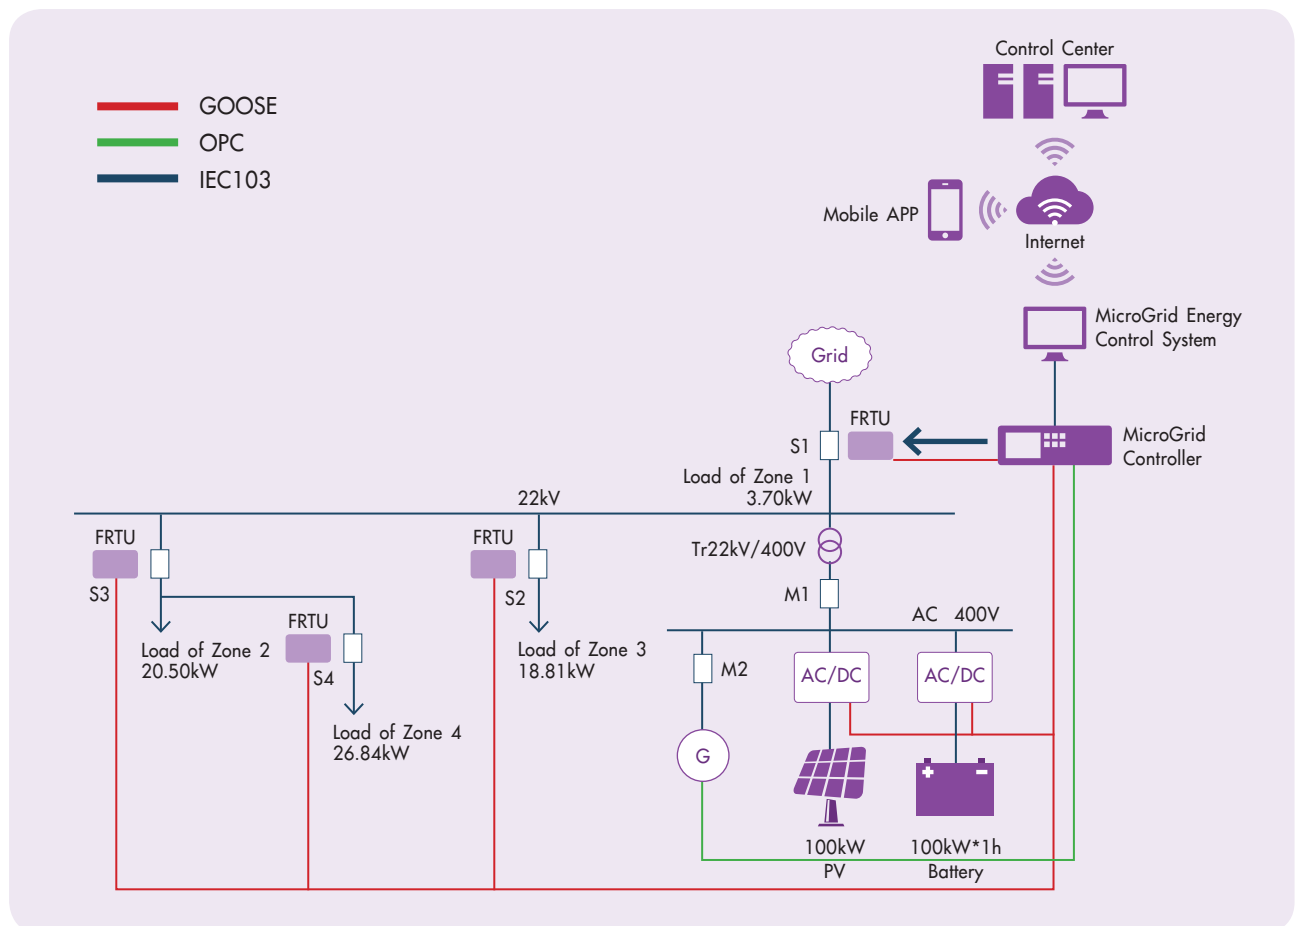 Control Center
GOOSE
OPC
IEC103
Mobile APP
Internet
MicroGrid Energy
Control System
Grid
FRTU
S1
MicroGrid
Controller
Load of Zone 1
3.70kW
22kV
FRTU
S3
FRTU
S2
Tr22kV/400V
M1
AC 400V
FRTU
S4
Load of Zone 2
20.50kW
Load of Zone 3
18.81kW
M2
AC/DC
AC/DC
Load of Zone 4
26.84kW
G
100kW
PV
100kW*1h
Battery